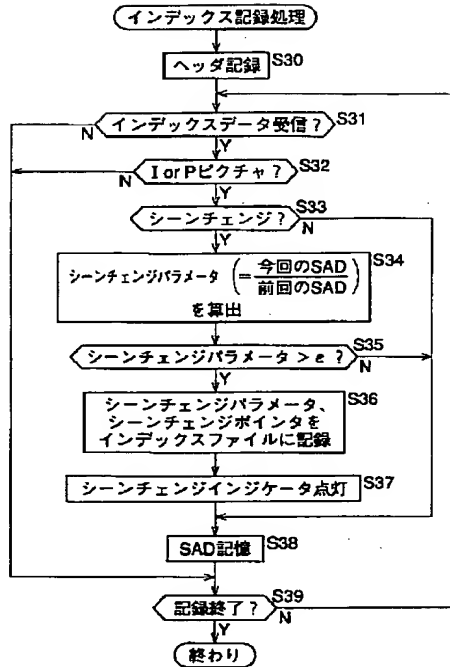 インデックス記録処理
ヘッダ記録 S30
インデックスデータ受信? S31
N
Y
I or Pピクチャ? S32
N
Y
シーンチェンジ? S33
N
Y
S34
シーンチェンジパラメータ (=今回のSAD/前回のSAD)
を算出
シーンチェンジパラメータ>e? S35
N
Y
S36
シーンチェンジパラメータ、
シーンチェンジポインタを
インデックスファイルに記録
シーンチェンジインジケータ点灯 S37
SAD記憶 S38
記録終了? S39
N
Y
終わり